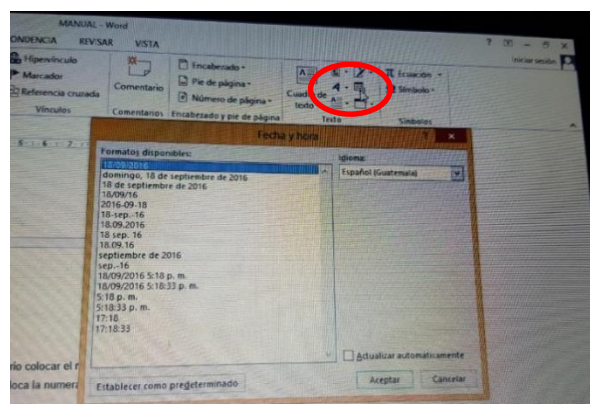 MANUAL - Word
ONDENCIA REVISAR VISTA
Iniciar sesión
Hipervínculo
Marcador
Referencia cruzada
Vínculos
Comentario
Comentarios
Encabezado
Pie de página
Número de página
Encabezado y pie de página
Cuadro de texto
Texto
Ecuación
Símbolo
Símbolos
5 6 7
Fecha y hora
Formatos disponibles:
18/09/2016
domingo, 18 de septiembre de 2016
18 de septiembre de 2016
18/09/16
2016-09-18
18-sep.-16
18.09.2016
18 sep. 16
18.09.16
septiembre de 2016
sep.-16
18/09/2016 5:18 p. m.
18/09/2016 5:18:33 p. m.
5:18 p. m.
5:18:33 p. m.
17:18
17:18:33
Idioma:
Español (Guatemala)
Actualizar automáticamente
Establecer como predeterminado
Aceptar Cancelar
rio colocar el
loca la numera